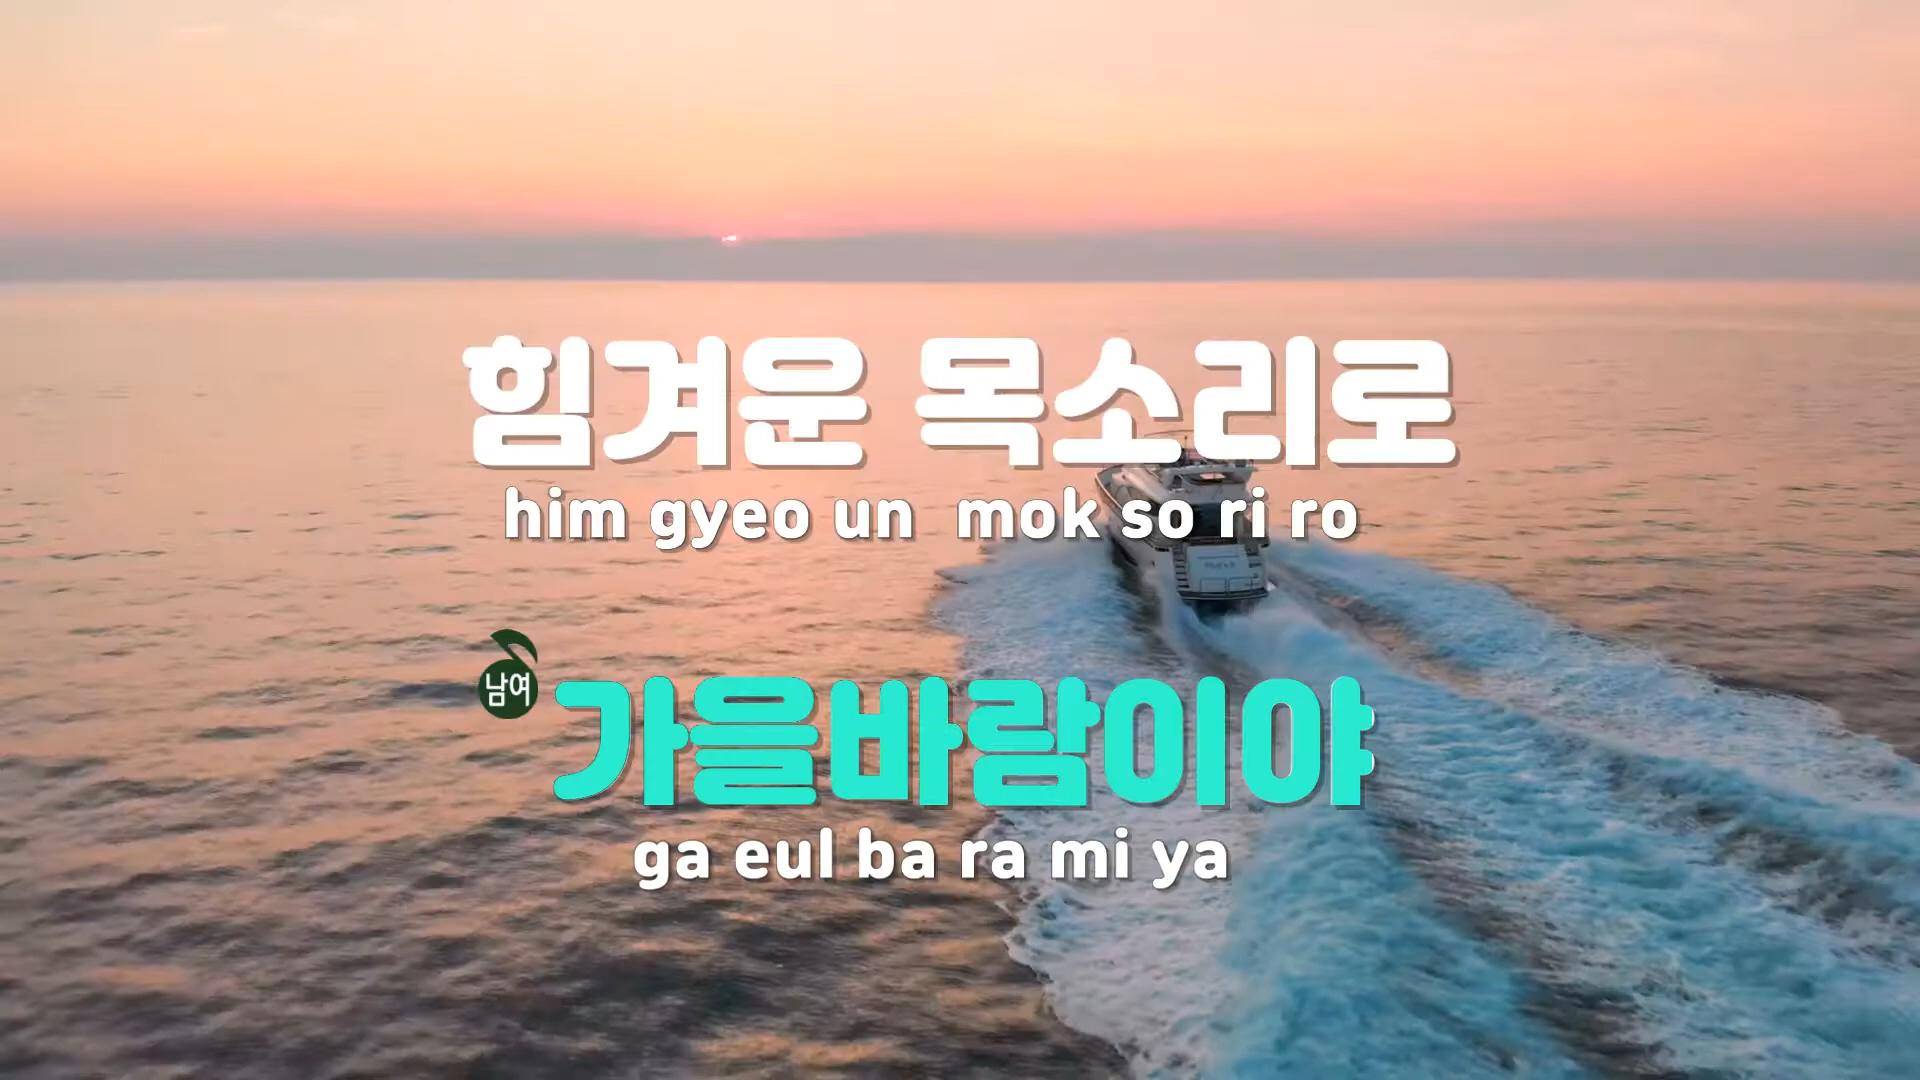 힘겨운 목소리로
him gyeo un mok so ri ro
남여
가을바람이야
ga eul ba ra mi ya